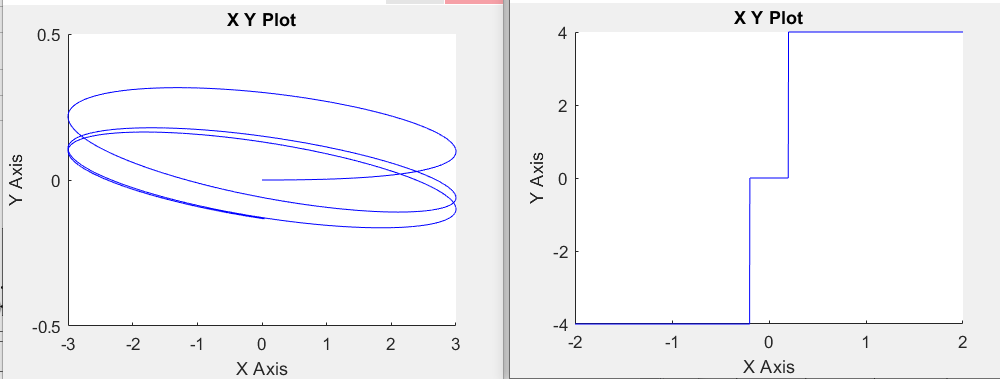 X Y Plot
0.5
0
-0.5
Y Axis
-3 -2 -1 0 1 2 3
X Axis
X Y Plot
4
2
0
-2
-4
Y Axis
-2 -1 0 1 2
X Axis